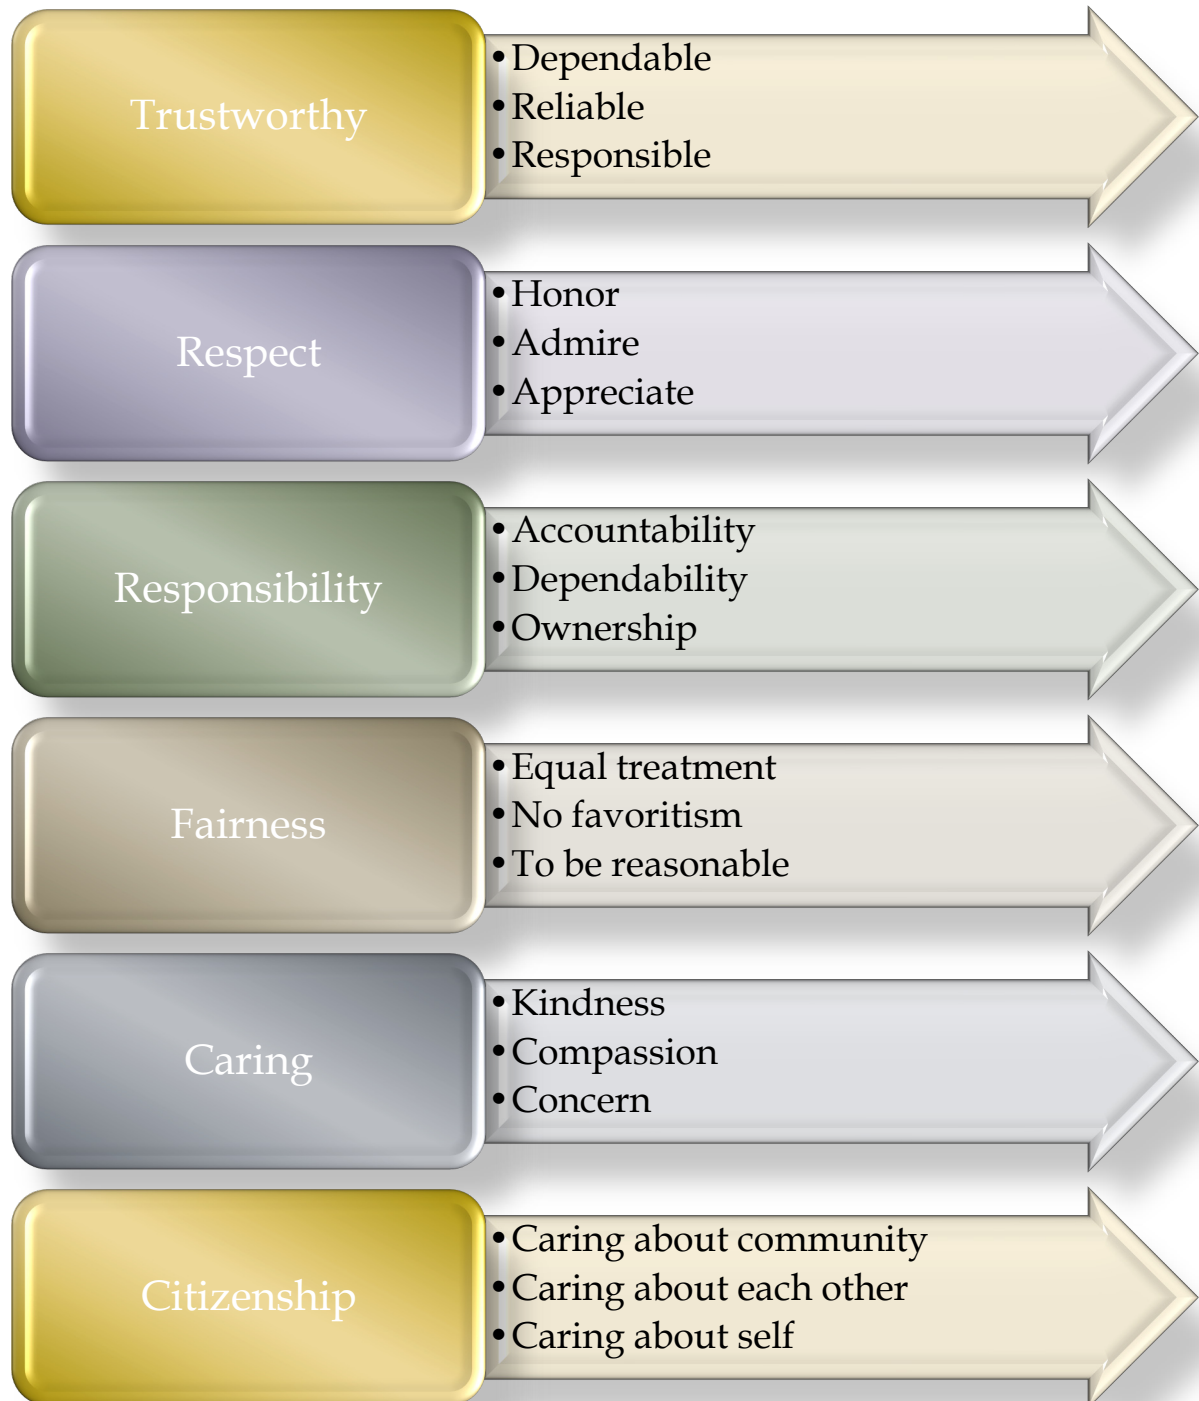 Trustworthy
•Dependable
•Reliable
•Responsible
Respect
•Honor
•Admire
•Appreciate
Responsibility
•Accountability
•Dependability
•Ownership
Fairness
•Equal treatment
•No favoritism
•To be reasonable
Caring
•Kindness
•Compassion
•Concern
Citizenship
•Caring about community
•Caring about each other
•Caring about self